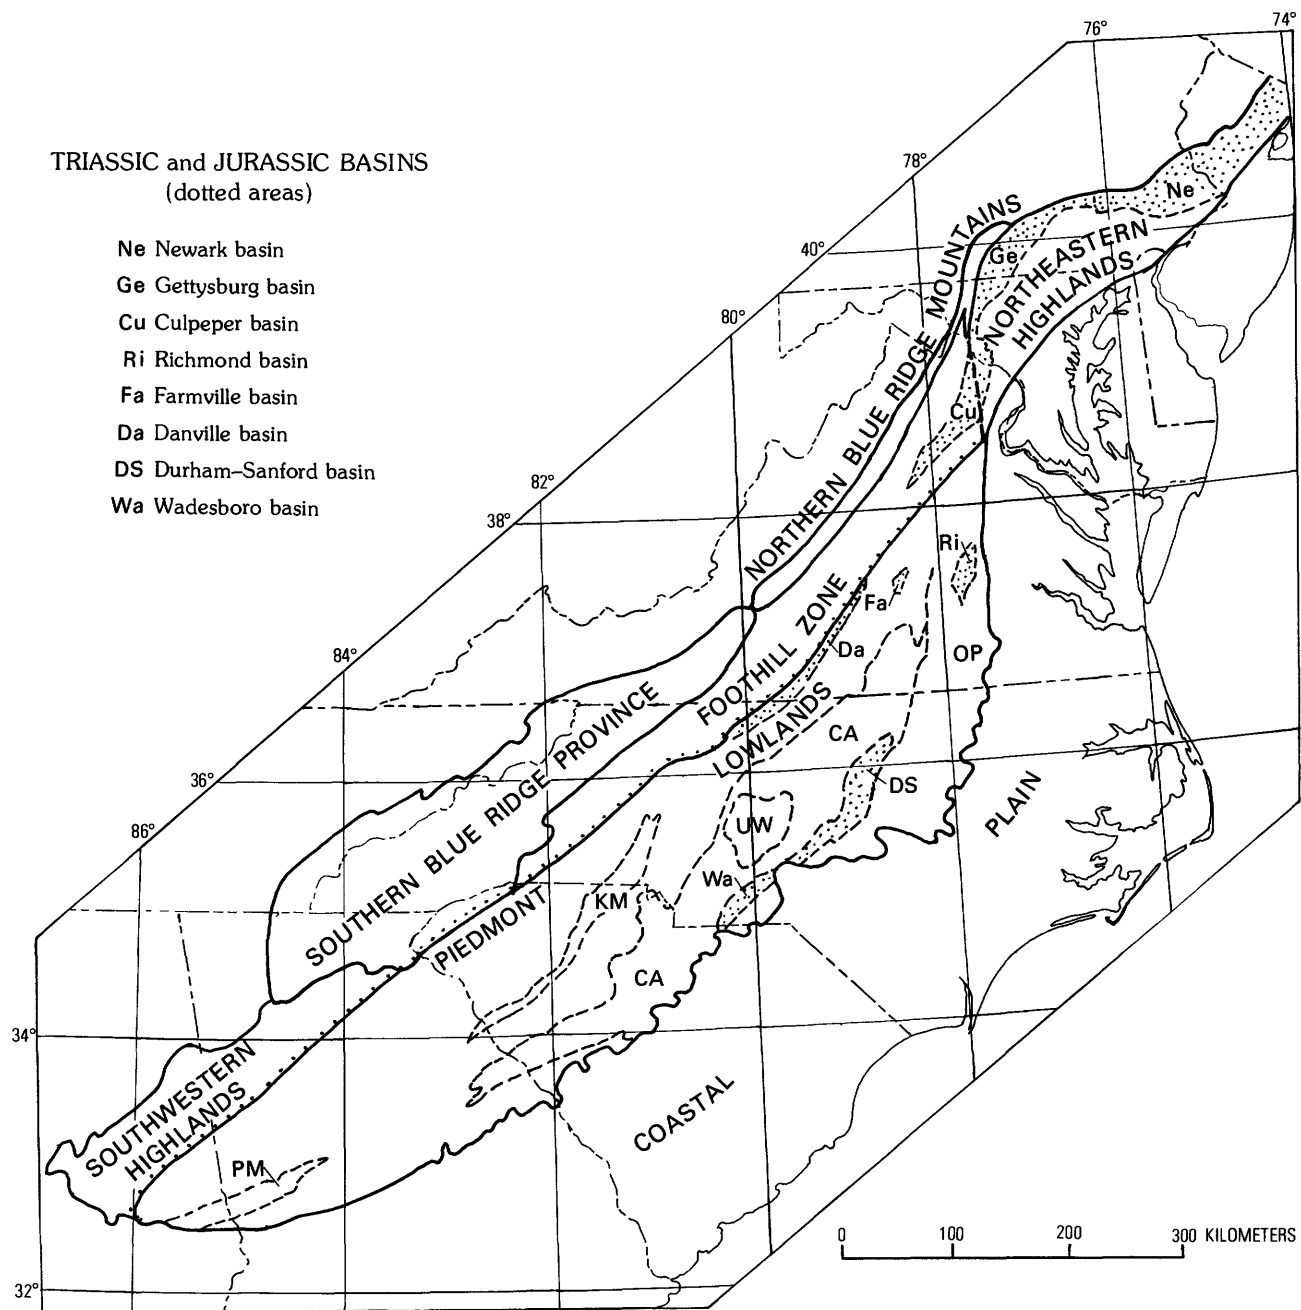 TRIASSIC and JURASSIC BASINS
(dotted areas)
Ne Newark basin
Ge Gettysburg basin
Cu Culpeper basin
Ri Richmond basin
Fa Farmville basin
Da Danville basin
DS Durham–Sanford basin
Wa Wadesboro basin
74°
76°
78°
40°
80°
82°
38°
84°
36°
86°
34°
32°
Ne
Ge
NORTHEASTERN
HIGHLANDS
NORTHERN BLUE RIDGE MOUNTAINS
Cu
Ri
Fa
Da
OP
FOOTHILL ZONE
LOWLANDS
CA
DS
SOUTHERN BLUE RIDGE PROVINCE
UW
Wa
PLAIN
KM
PIEDMONT
CA
SOUTHWESTERN
HIGHLANDS
PM
COASTAL
0 100 200 300 KILOMETERS